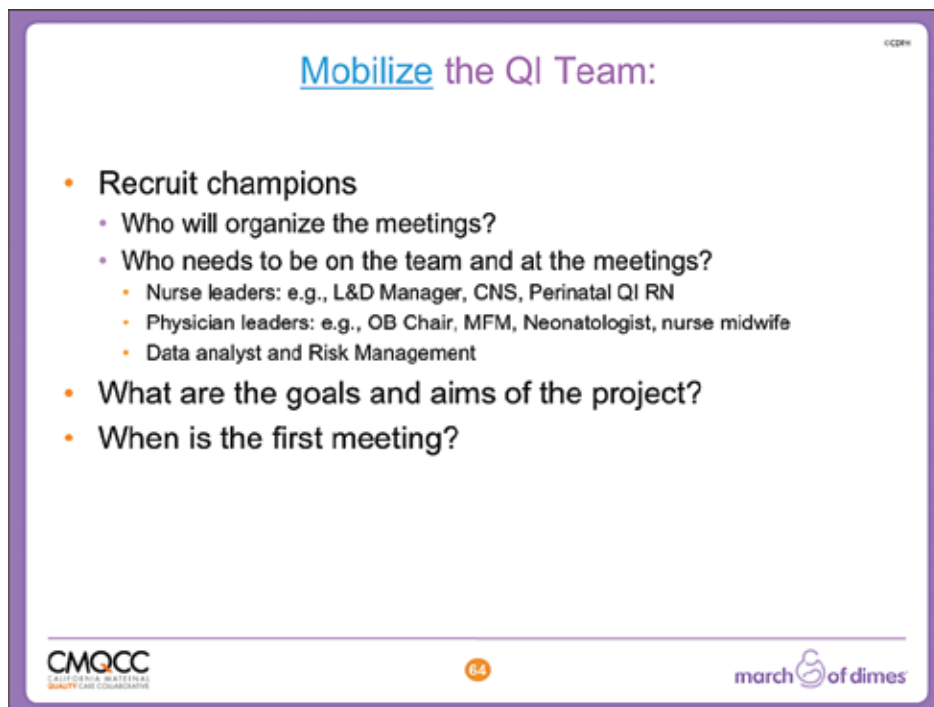 ©CDPH
Mobilize the QI Team:
• Recruit champions
• Who will organize the meetings?
• Who needs to be on the team and at the meetings?
• Nurse leaders: e.g., L&D Manager, CNS, Perinatal QI RN
• Physician leaders: e.g., OB Chair, MFM, Neonatologist, nurse midwife
• Data analyst and Risk Management
• What are the goals and aims of the project?
• When is the first meeting?
CMQCC
CALIFORNIA MATERNAL
QUALITY CARE COLLABORATIVE
64
march of dimes